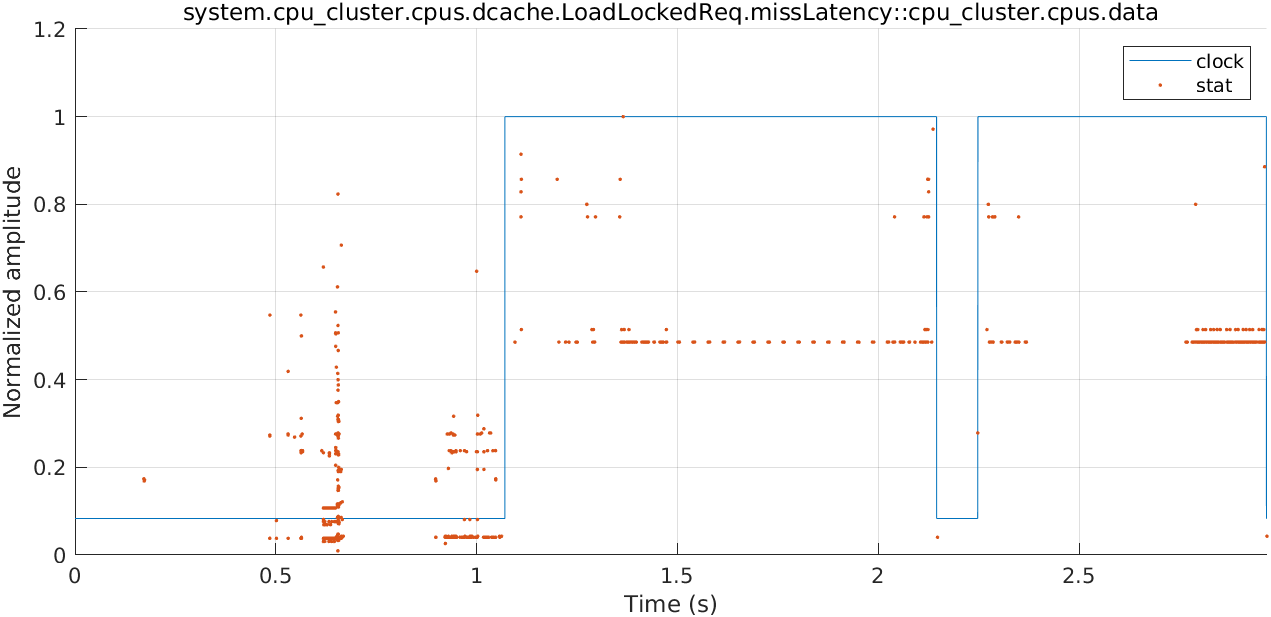 system.cpu_cluster.cpus.dcache.LoadLockedReq.missLatency::cpu_cluster.cpus.data
1.2
clock
stat
1
0.8
0.6
0.4
0.2
0
Normalized amplitude
0 0.5 1 1.5 2 2.5
Time (s)